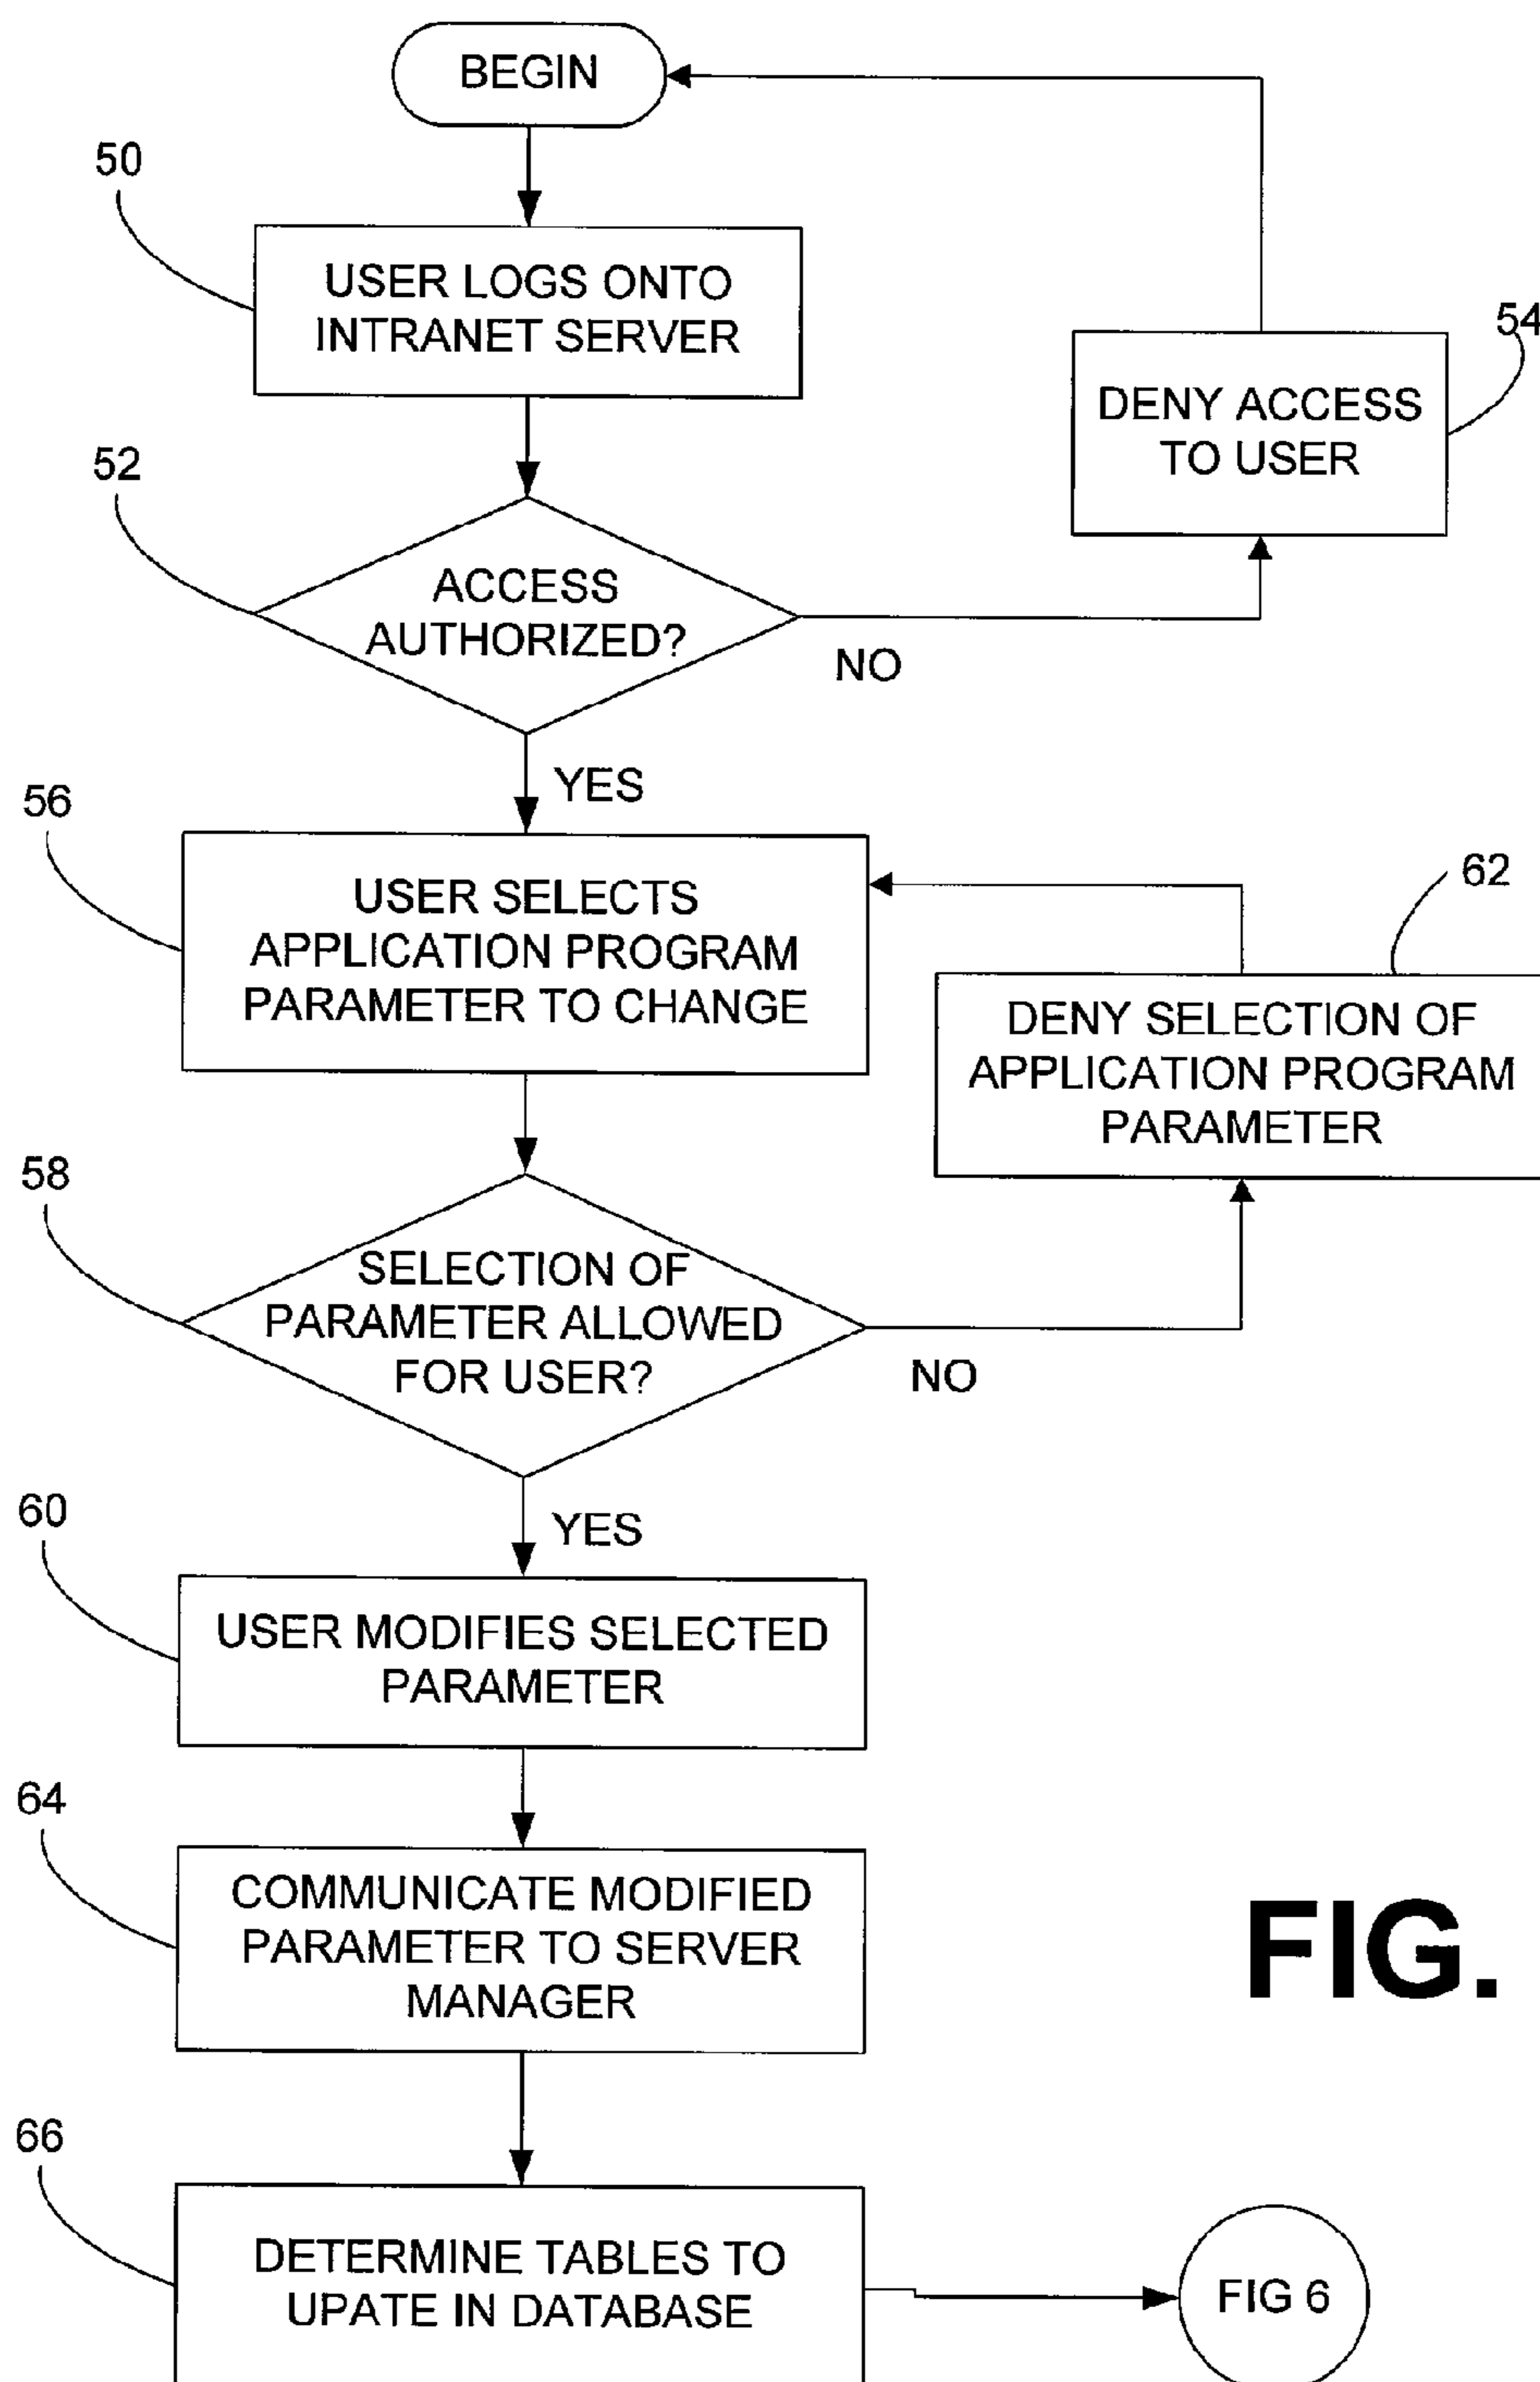 BEGIN
50
USER LOGS ONTO
INTRANET SERVER
54
DENY ACCESS
TO USER
52
ACCESS
AUTHORIZED?
NO
YES
56
USER SELECTS
APPLICATION PROGRAM
PARAMETER TO CHANGE
62
DENY SELECTION OF
APPLICATION PROGRAM
PARAMETER
58
SELECTION OF
PARAMETER ALLOWED
FOR USER?
NO
YES
60
USER MODIFIES SELECTED
PARAMETER
64
COMMUNICATE MODIFIED
PARAMETER TO SERVER
MANAGER
FIG.
66
DETERMINE TABLES TO
UPATE IN DATABASE
FIG 6